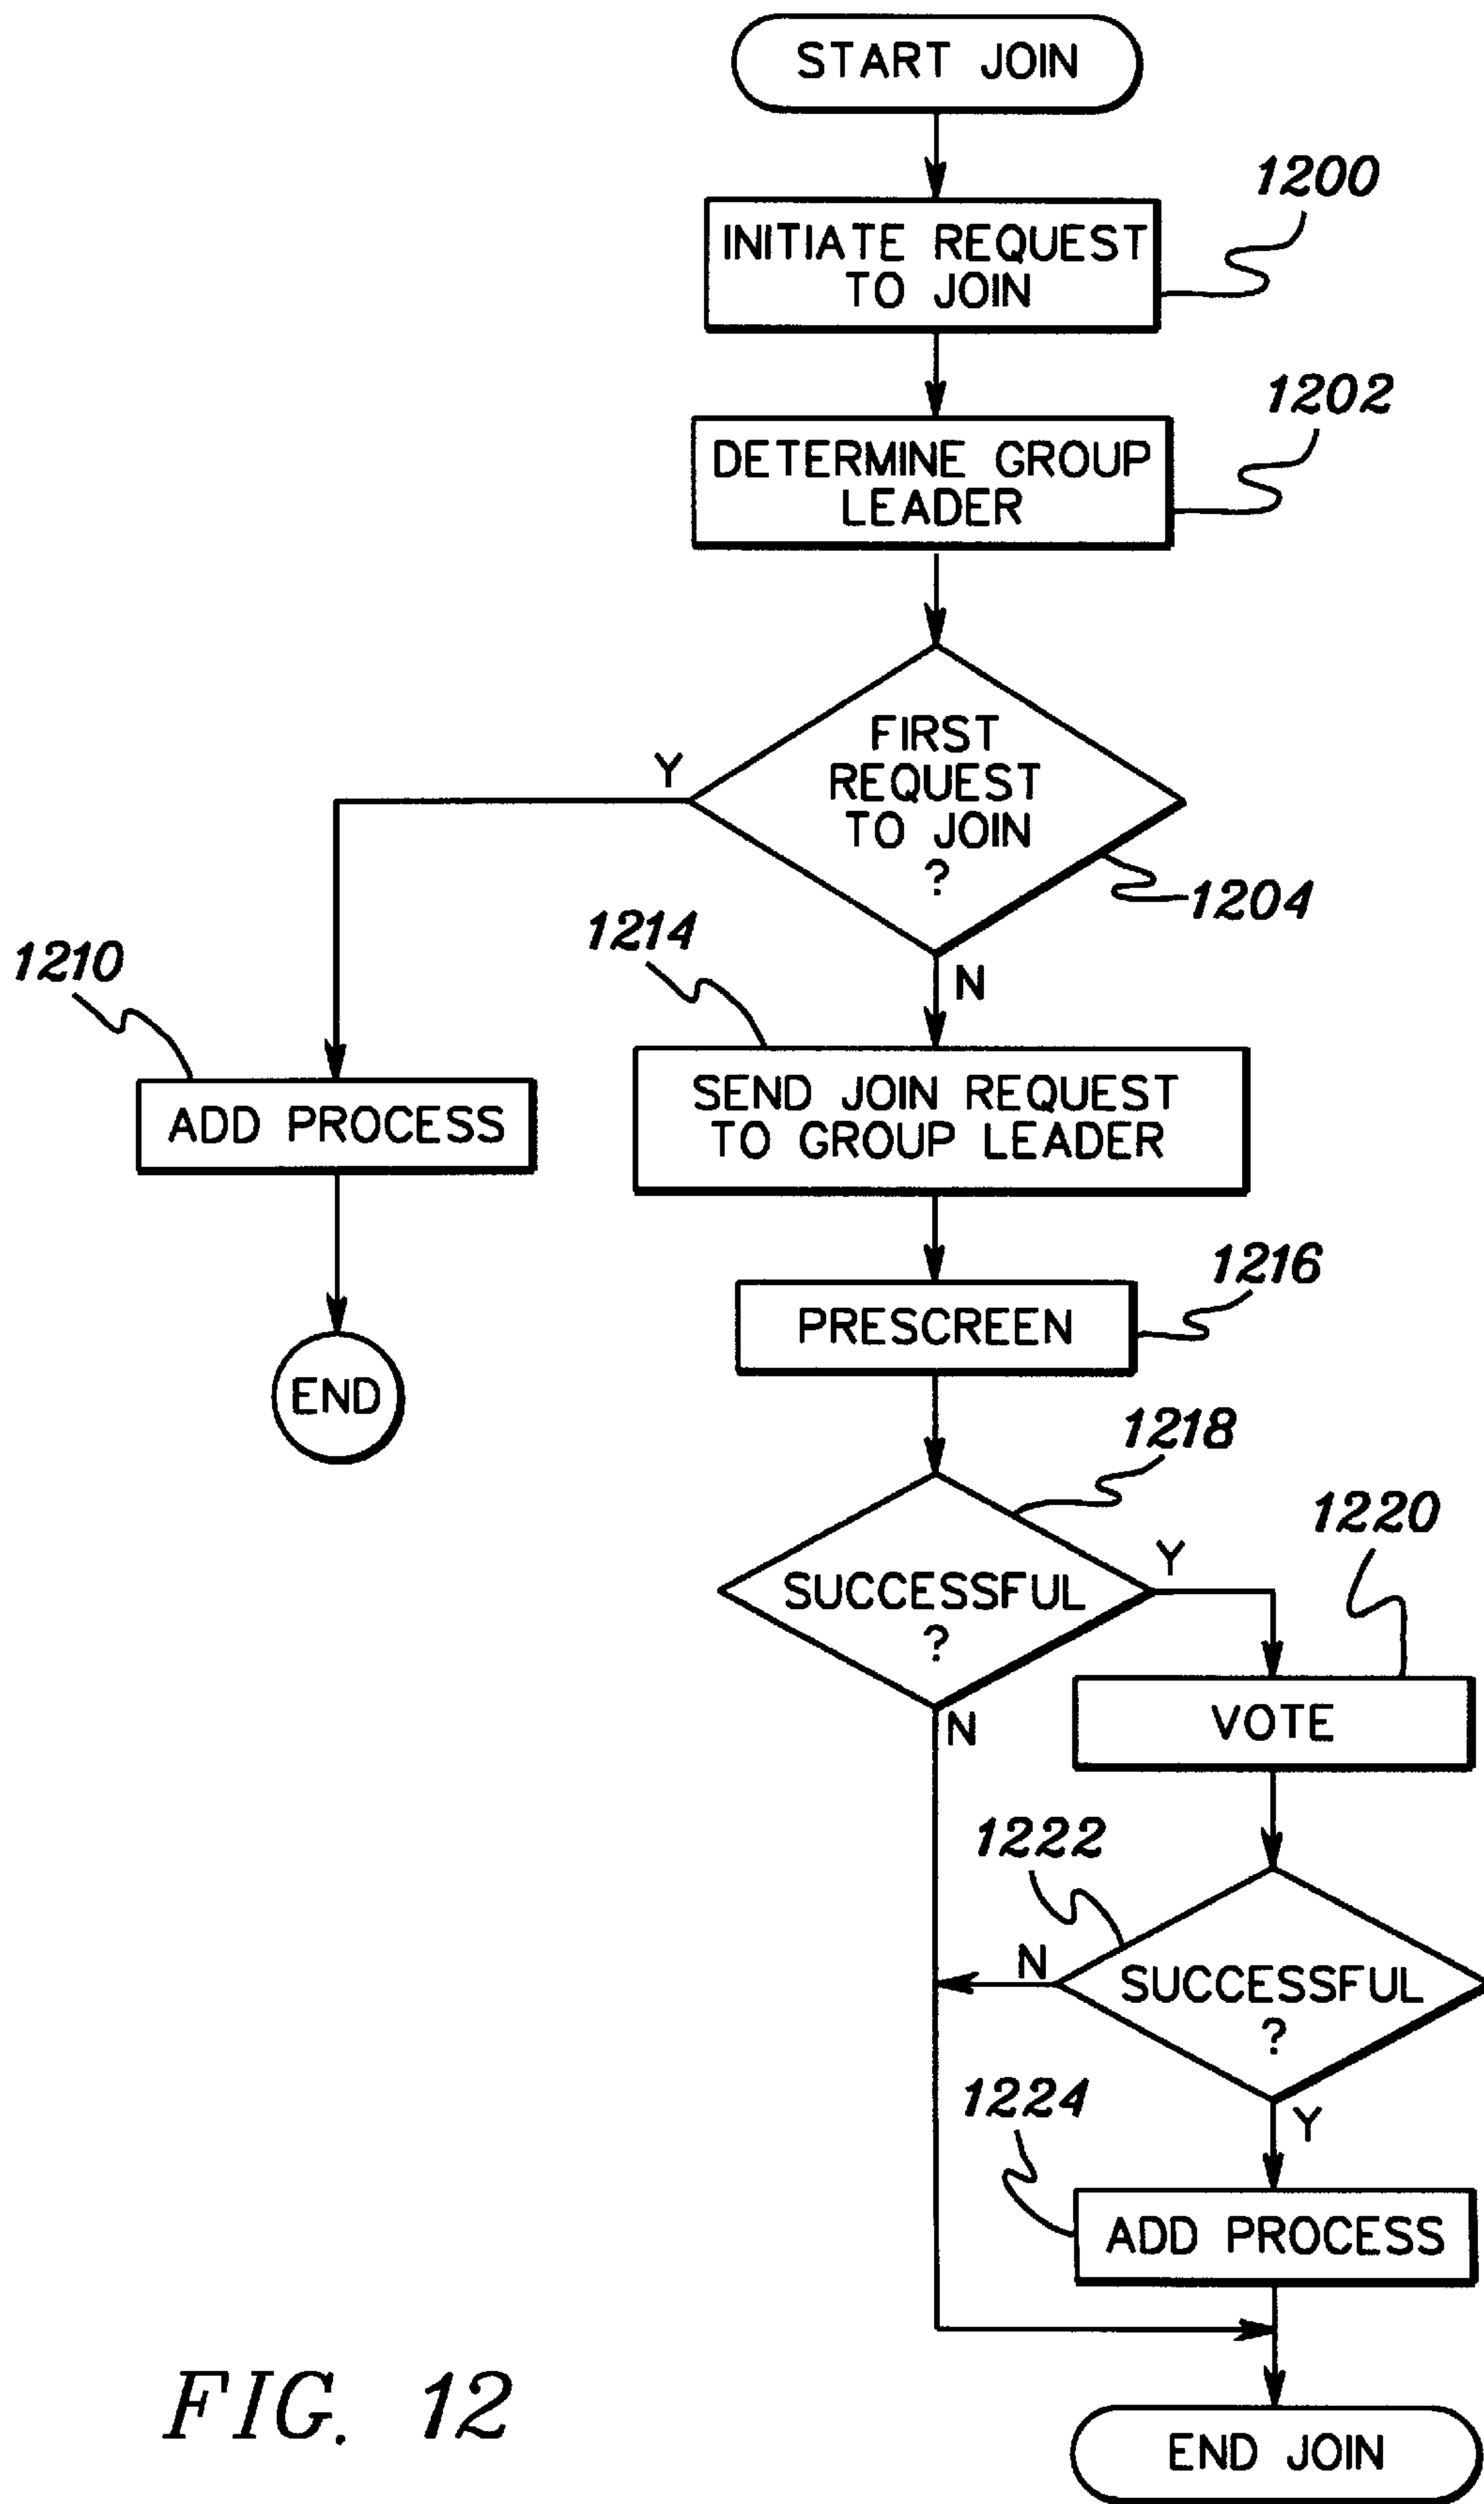 START JOIN
1200
INITIATE REQUEST
TO JOIN
1202
DETERMINE GROUP
LEADER
FIRST
REQUEST
TO JOIN
?
Y
1204
1214
1210
N
SEND JOIN REQUEST
TO GROUP LEADER
ADD PROCESS
1216
PRESCREEN
END
1218
1220
Y
SUCCESSFUL
?
N
VOTE
1222
N
SUCCESSFUL
?
1224
Y
ADD PROCESS
FIG. 12
END JOIN